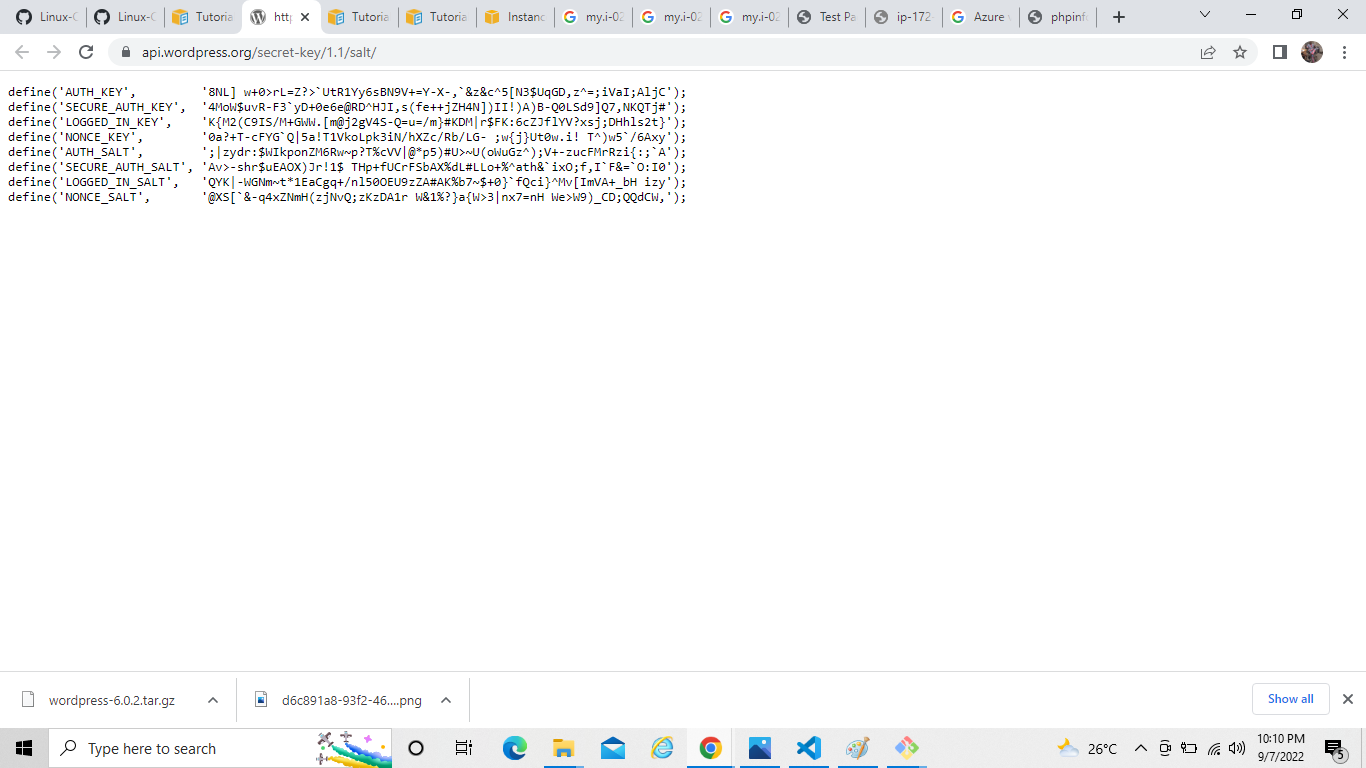 Linux-C
Linux-C
Tutoria
http
Tutoria
Tutoria
Instanc
my.i-02
my.i-02
my.i-02
Test Pa
ip-172-
Azure v
phpinfo
api.wordpress.org/secret-key/1.1/salt/
define('AUTH_KEY',         '8NL] w+0>rL=Z?>`UtR1Yy6sBN9V+=Y-X-,`&z&c^5[N3$UqGD,z^=;iVaI;AljC');
define('SECURE_AUTH_KEY',  '4MoW$uvR-F3`yD+0e6e@RD^HJI,s(fe++jZH4N])II!)A)B-Q0LSd9]Q7,NKQTj#');
define('LOGGED_IN_KEY',    'K{M2(C9IS/M+GWW.[m@j2gV4S-Q=u=/m}#KDM|r$FK:6cZJflYV?xsj;DHhls2t}');
define('NONCE_KEY',        '0a?+T-cFYG`Q|5a!T1VkoLpk3iN/hXZc/Rb/LG- ;w{j}Ut0w.i! T^)w5`/6Axy');
define('AUTH_SALT',        ';|zydr:$WIkponZM6Rw~p?T%cVV|@*p5)#U>~U(oWuGz^);V+-zucFMrRzi{:;`A');
define('SECURE_AUTH_SALT', 'Av>-shr$uEAOX)Jr!1$ THp+fUCrFSbAX%dL#LLo+%^ath&`ixO;f,I`F&=`O:I0');
define('LOGGED_IN_SALT',   'QYK|-WGNm~t*1EaCgq+/nl50OEU9zZA#AK%b7~$+0}`fQci}^Mv[ImVA+_bH izy');
define('NONCE_SALT',       '@XS[`&-q4xZNmH(zjNvQ;zKzDA1r W&1%?}a{W>3|nx7=nH We>W9)_CD;QQdCW,');
wordpress-6.0.2.tar.gz
d6c891a8-93f2-46....png
Show all
Type here to search
26°C
10:10 PM
9/7/2022
5